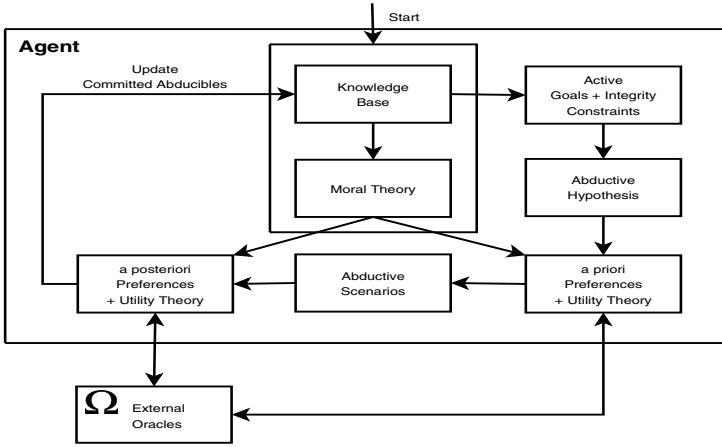 Start
Agent
Update
Committed Abducibles
Knowledge
Base
Active
Goals + Integrity
Constraints
Moral Theory
Abductive
Hypothesis
a posteriori
Preferences
+ Utility Theory
Abductive
Scenarios
a priori
Preferences
+ Utility Theory
Ω External
Oracles